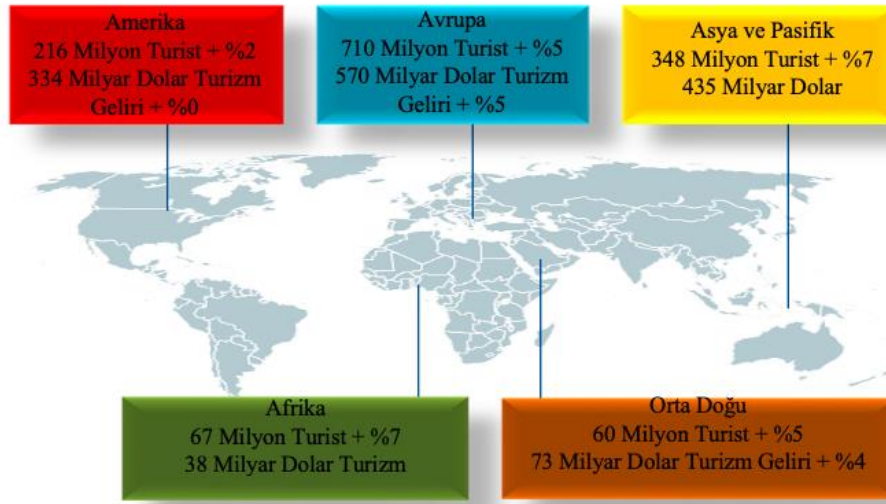 Amerika
216 Milyon Turist + %2
334 Milyar Dolar Turizm
Geliri + %0
Avrupa
710 Milyon Turist + %5
570 Milyar Dolar Turizm
Geliri + %5
Asya ve Pasifik
348 Milyon Turist + %7
435 Milyar Dolar
Afrika
67 Milyon Turist + %7
38 Milyar Dolar Turizm
Orta Doğu
60 Milyon Turist + %5
73 Milyar Dolar Turizm Geliri + %4